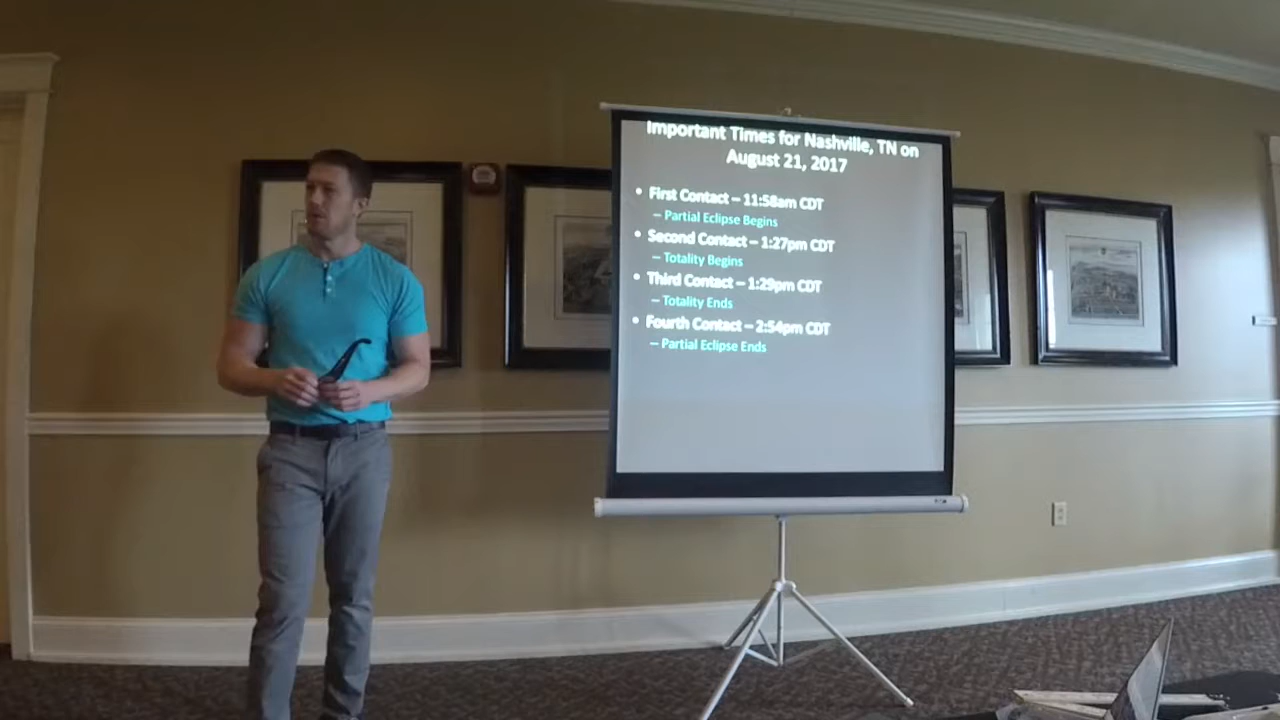 Important Times for Nashville, TN on
August 21, 2017
• First Contact – 11:58am CDT
– Partial Eclipse Begins
• Second Contact – 1:27pm CDT
– Totality Begins
• Third Contact – 1:29pm CDT
– Totality Ends
• Fourth Contact – 2:54pm CDT
– Partial Eclipse Ends